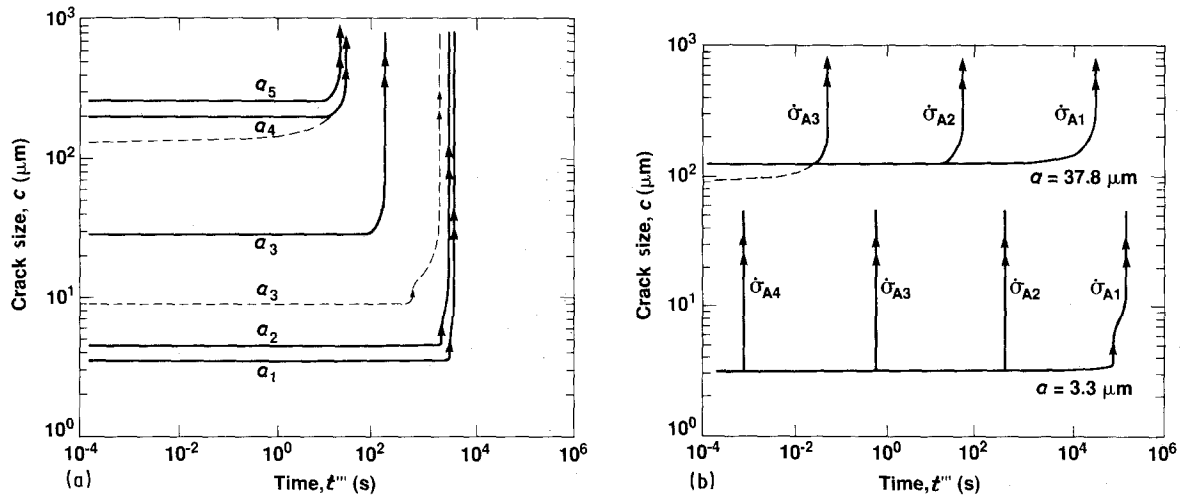 10³
10²
10¹
10⁰
Crack size, c (μm)
a₅
a₄
a₃
a₃
a₂
a₁
10⁻⁴ 10⁻² 10⁰ 10² 10⁴ 10⁶
(a) Time, t''' (s)
10³
10²
10¹
10⁰
Crack size, c (μm)
σ̇A3 σ̇A2 σ̇A1
a = 37.8 μm
σ̇A4 σ̇A3 σ̇A2 σ̇A1
a = 3.3 μm
10⁻⁴ 10⁻² 10⁰ 10² 10⁴ 10⁶
(b) Time, t''' (s)